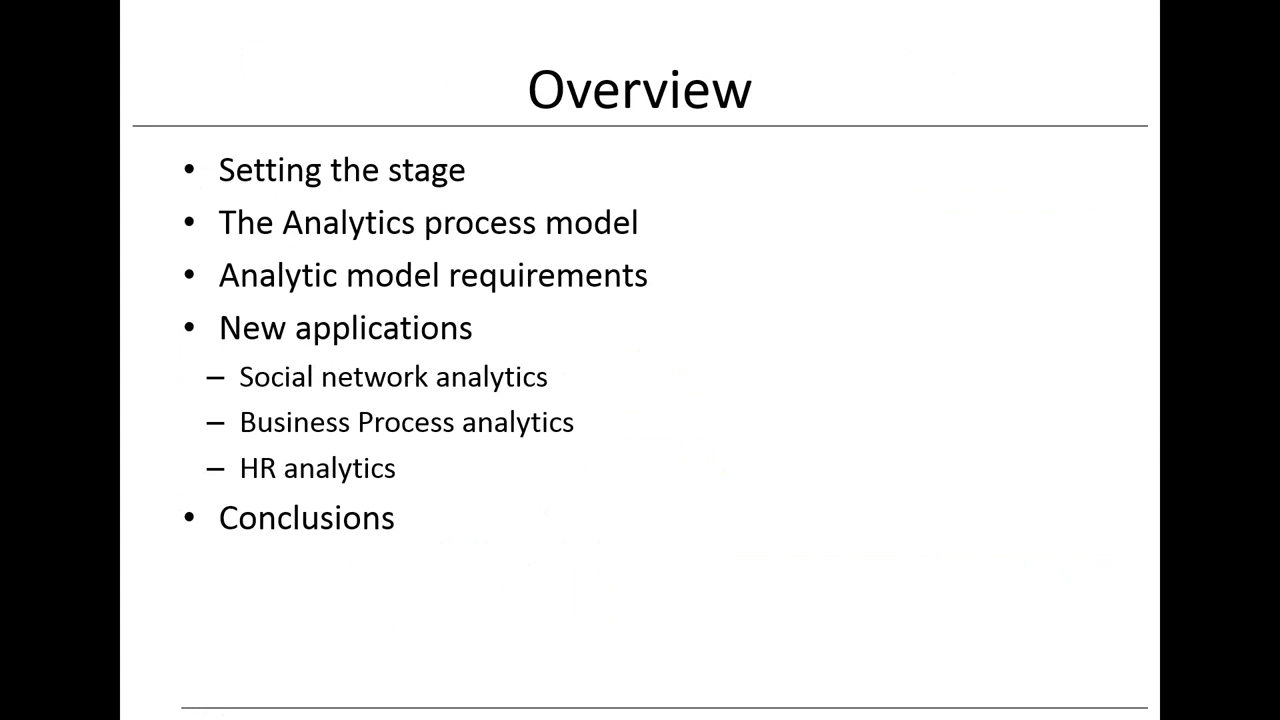 Overview
• Setting the stage
• The Analytics process model
• Analytic model requirements
• New applications
– Social network analytics
– Business Process analytics
– HR analytics
• Conclusions